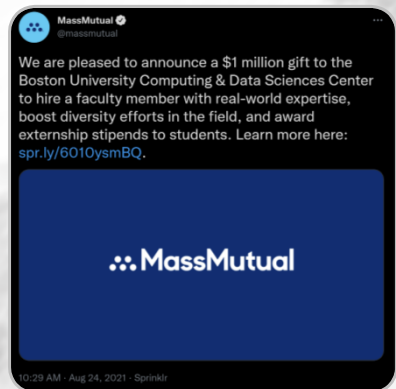 MassMutual
@massmutual
We are pleased to announce a $1 million gift to the
Boston University Computing & Data Sciences Center
to hire a faculty member with real-world expertise,
boost diversity efforts in the field, and award
externship stipends to students. Learn more here:
spr.ly/6010ysmBQ.
MassMutual
10:29 AM · Aug 24, 2021 · Sprinklr